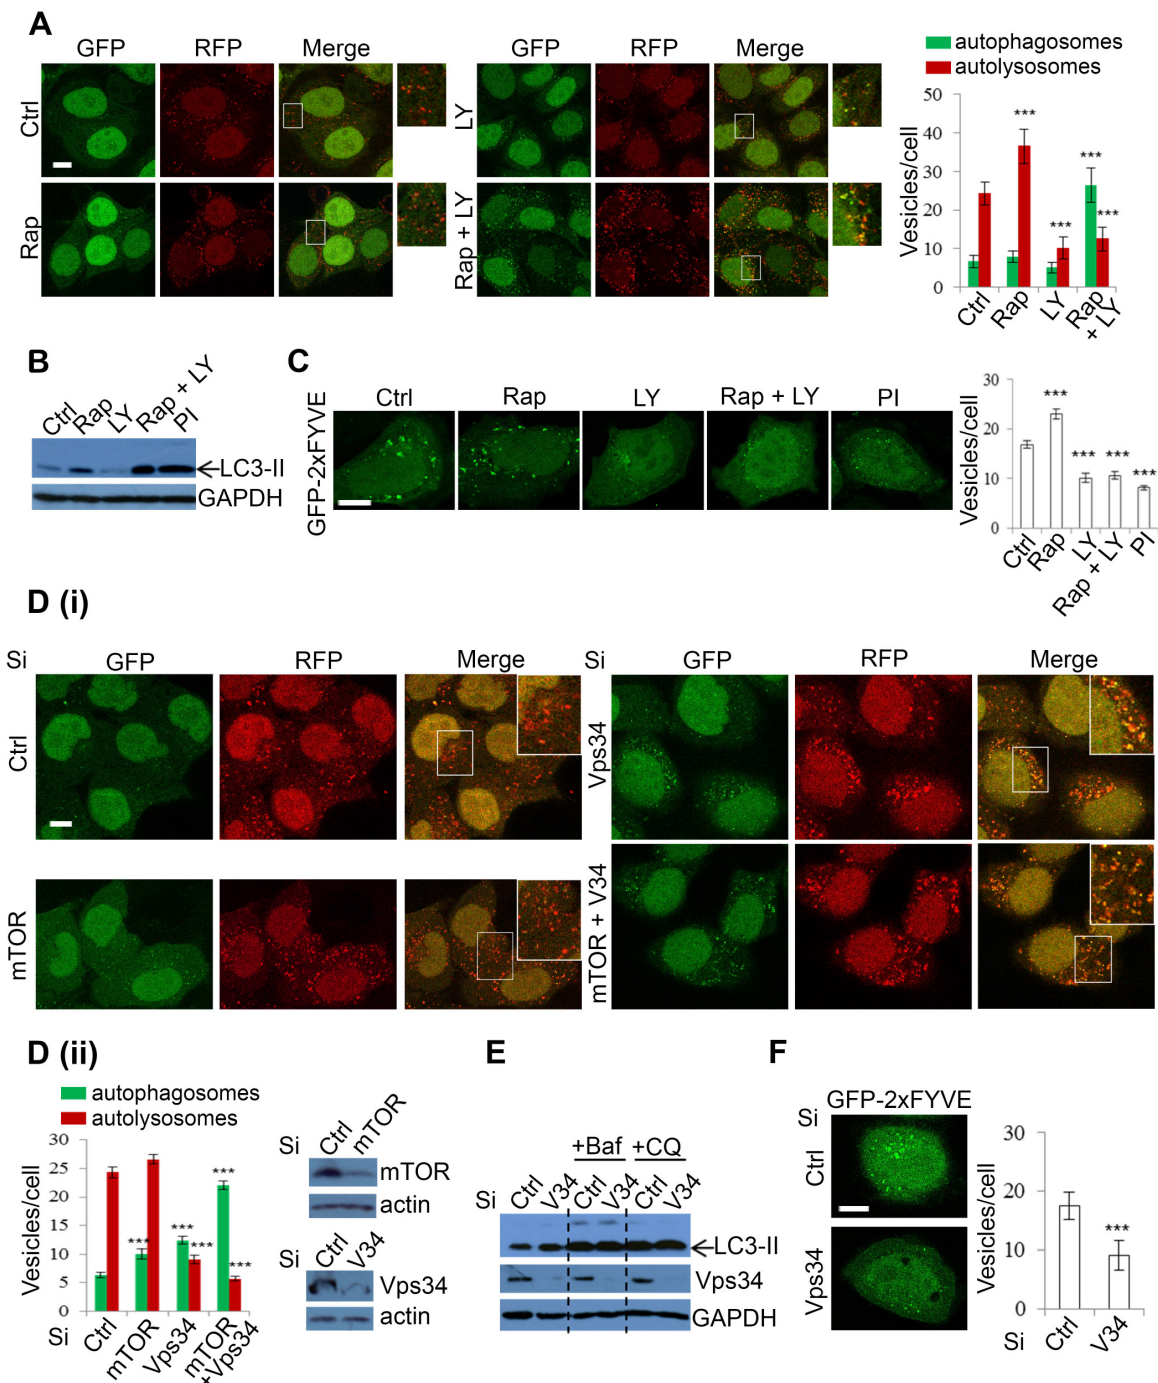 A
GFP RFP Merge GFP RFP Merge
autophagosomes
autolysosomes
Ctrl
LY
Rap
Rap + LY
Vesicles/cell
50
40
30
20
10
0
***
***
***
***
Ctrl Rap LY Rap + LY
B
Ctrl Rap LY Rap + LY PI
←LC3-II
GAPDH
C
GFP-2xFYVE
Ctrl Rap LY Rap + LY PI
Vesicles/cell
30
20
10
0
*** *** *** ***
Ctrl Rap LY Rap + LY PI
D (i)
Si GFP RFP Merge Si GFP RFP Merge
Ctrl
Vps34
mTOR
mTOR + V34
D (ii)
autophagosomes
autolysosomes
Vesicles/cell
30
25
20
15
10
5
0
*** *** *** *** ***
Si Ctrl mTOR Vps34 mTOR +Vps34
Si Ctrl mTOR
mTOR
actin
Si Ctrl V34
Vps34
actin
E
+Baf +CQ
Si Ctrl V34 Ctrl V34 Ctrl V34
←LC3-II
Vps34
GAPDH
F
GFP-2xFYVE
Si
Ctrl
Vps34
Vesicles/cell
30
20
10
0
***
Si Ctrl V34